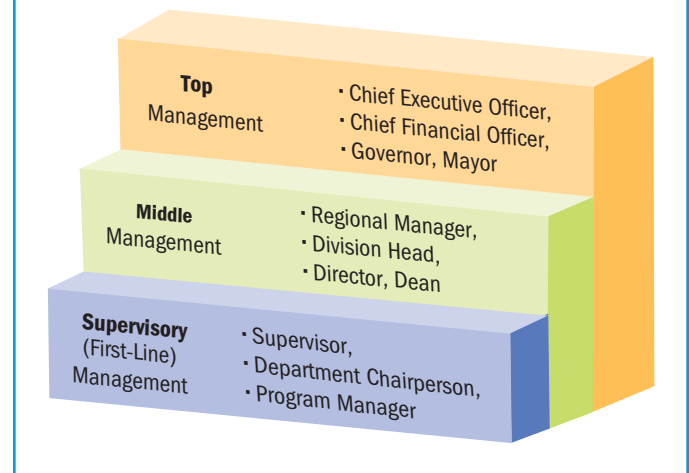 Top
Management
· Chief Executive Officer,
· Chief Financial Officer,
· Governor, Mayor
Middle
Management
· Regional Manager,
· Division Head,
· Director, Dean
Supervisory
(First-Line)
Management
· Supervisor,
· Department Chairperson,
· Program Manager